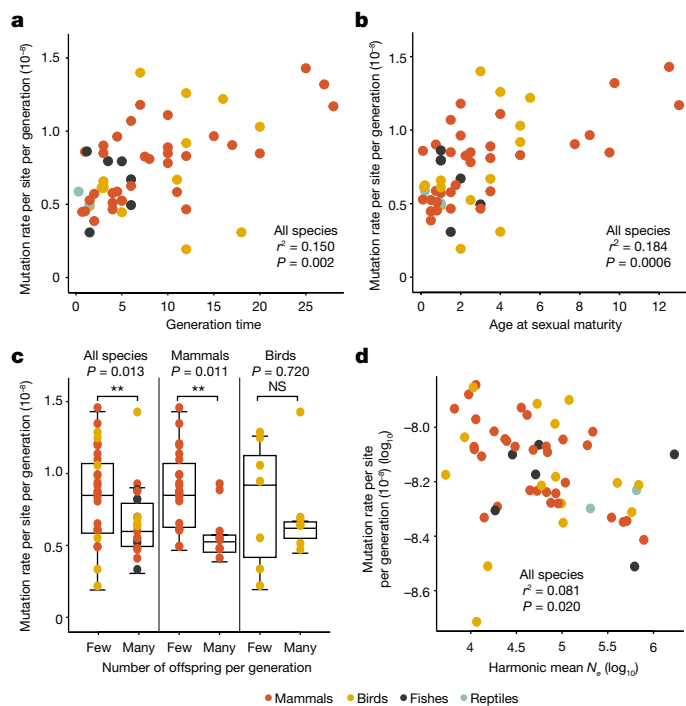 a
Mutation rate per site per generation (10⁻⁸)
1.5
1.0
0.5
0
0 5 10 15 20 25
Generation time
All species
r² = 0.150
P = 0.002
b
Mutation rate per site per generation (10⁻⁸)
1.5
1.0
0.5
0
0 2 4 6 8 10 12
Age at sexual maturity
All species
r² = 0.184
P = 0.0006
c
All species Mammals Birds
P = 0.013 P = 0.011 P = 0.720
** ** NS
Mutation rate per site per generation (10⁻⁸)
1.5
1.0
0.5
0
Few Many Few Many Few Many
Number of offspring per generation
d
Mutation rate per site
per generation (10⁻⁸) (log₁₀)
−8.0
−8.2
−8.4
−8.6
4 4.5 5 5.5 6
Harmonic mean Nₑ (log₁₀)
All species
r² = 0.081
P = 0.020
Mammals Birds Fishes Reptiles